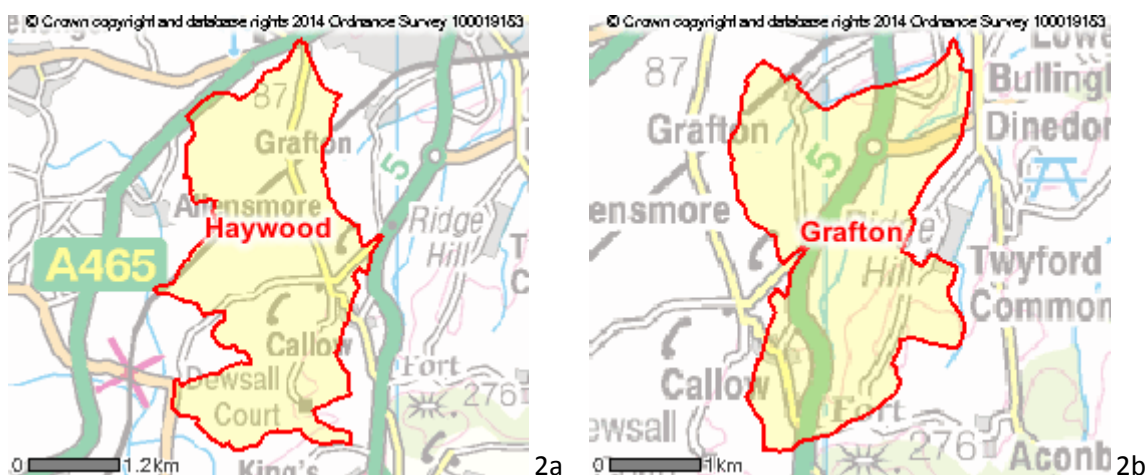 © Crown copyright and database rights 2014 Ordnance Survey 100019153
87
Grafton
5
Allensmore
Haywood
Ridge
Hill
A465
Callow
Fort
Dewsall
Court
276
King's
0 1.2km
2a
© Crown copyright and database rights 2014 Ordnance Survey 100019153
87
Lowe
Bulling
Dinedor
Grafton
5
ensmore
Grafton
Ridge
Hill
Twyford
Common
Callow
Fort
ewsall
276
Aconb
0 1km
2b